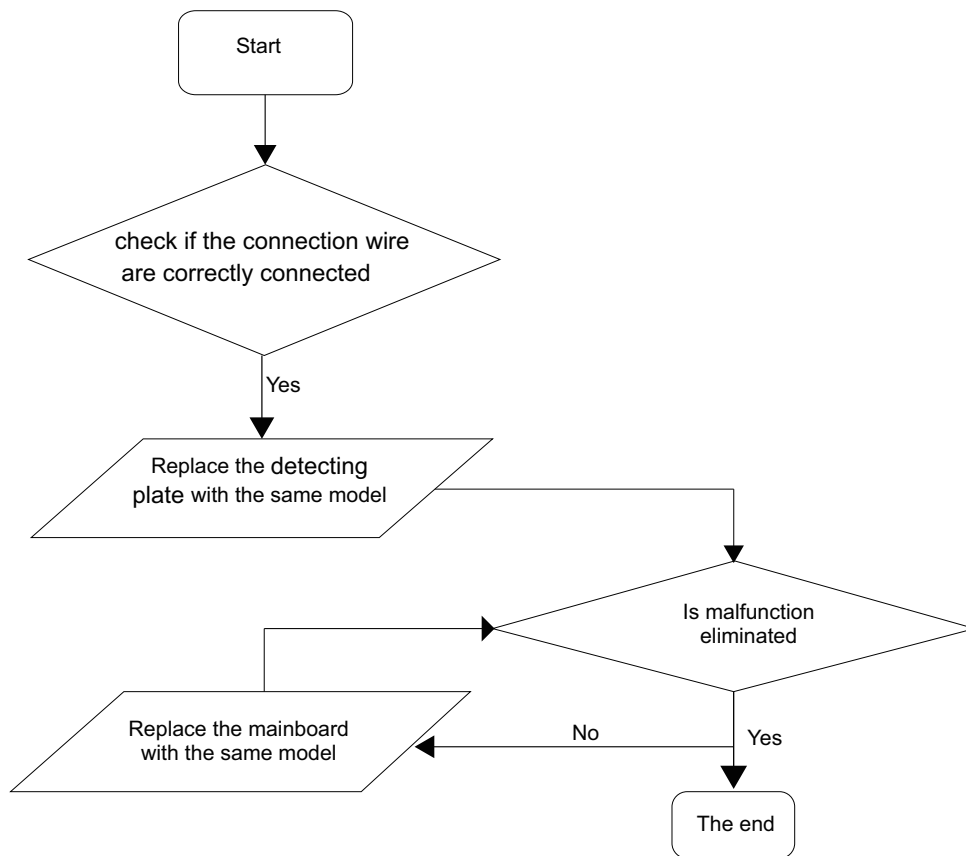 Start
check if the connection wire
are correctly connected
Yes
Replace the detecting
plate with the same model
Is malfunction
eliminated
Replace the mainboard
with the same model
No
Yes
The end